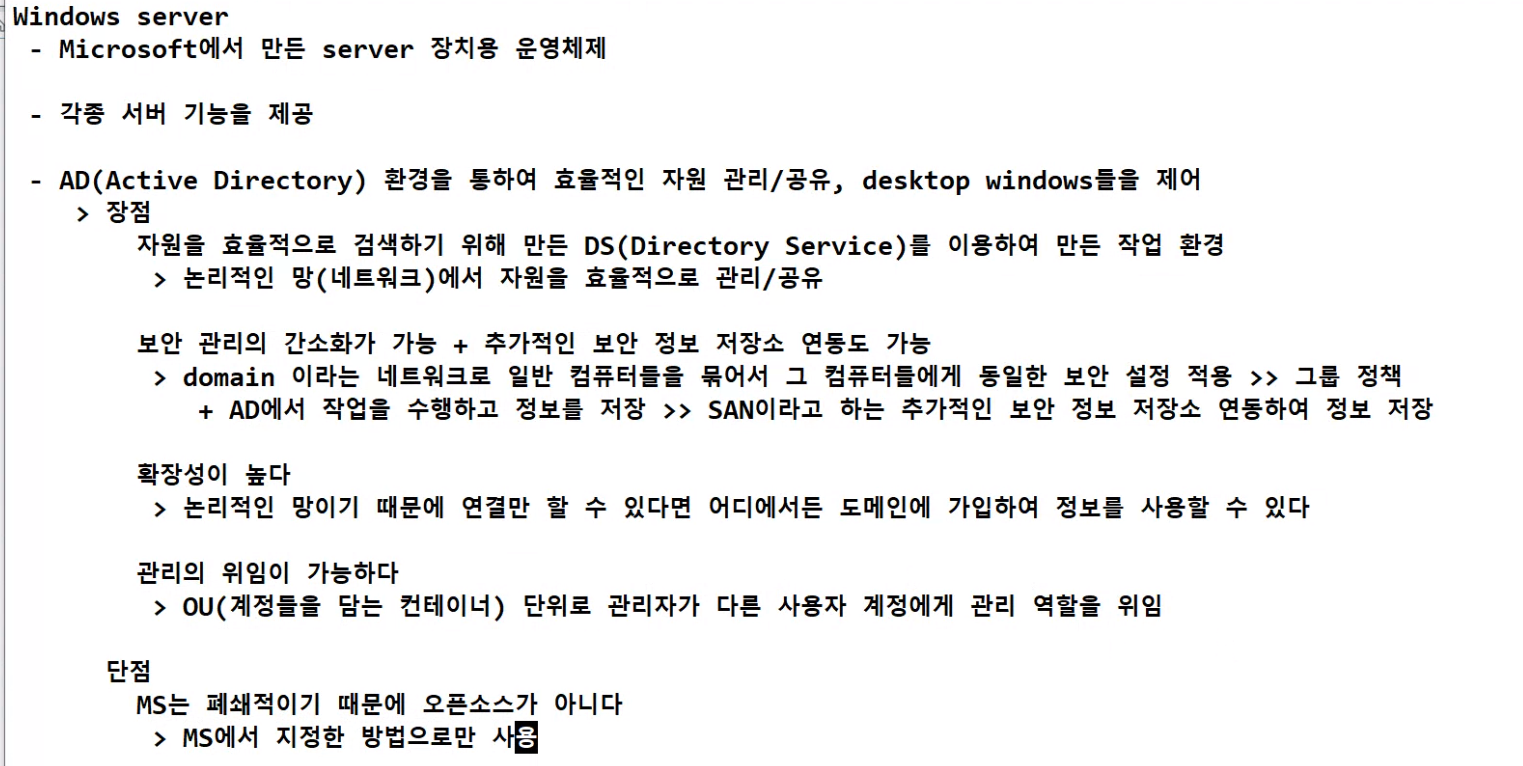 Windows server
- Microsoft에서 만든 server 장치용 운영체제
- 각종 서버 기능을 제공
- AD(Active Directory) 환경을 통하여 효율적인 자원 관리/공유, desktop windows들을 제어
> 장점
자원을 효율적으로 검색하기 위해 만든 DS(Directory Service)를 이용하여 만든 작업 환경
> 논리적인 망(네트워크)에서 자원을 효율적으로 관리/공유
보안 관리의 간소화가 가능 + 추가적인 보안 정보 저장소 연동도 가능
> domain 이라는 네트워크로 일반 컴퓨터들을 묶어서 그 컴퓨터들에게 동일한 보안 설정 적용 >> 그룹 정책
+ AD에서 작업을 수행하고 정보를 저장 >> SAN이라고 하는 추가적인 보안 정보 저장소 연동하여 정보 저장
확장성이 높다
> 논리적인 망이기 때문에 연결만 할 수 있다면 어디에서든 도메인에 가입하여 정보를 사용할 수 있다
관리의 위임이 가능하다
> OU(계정들을 담는 컨테이너) 단위로 관리자가 다른 사용자 계정에게 관리 역할을 위임
단점
MS는 폐쇄적이기 때문에 오픈소스가 아니다
> MS에서 지정한 방법으로만 사용